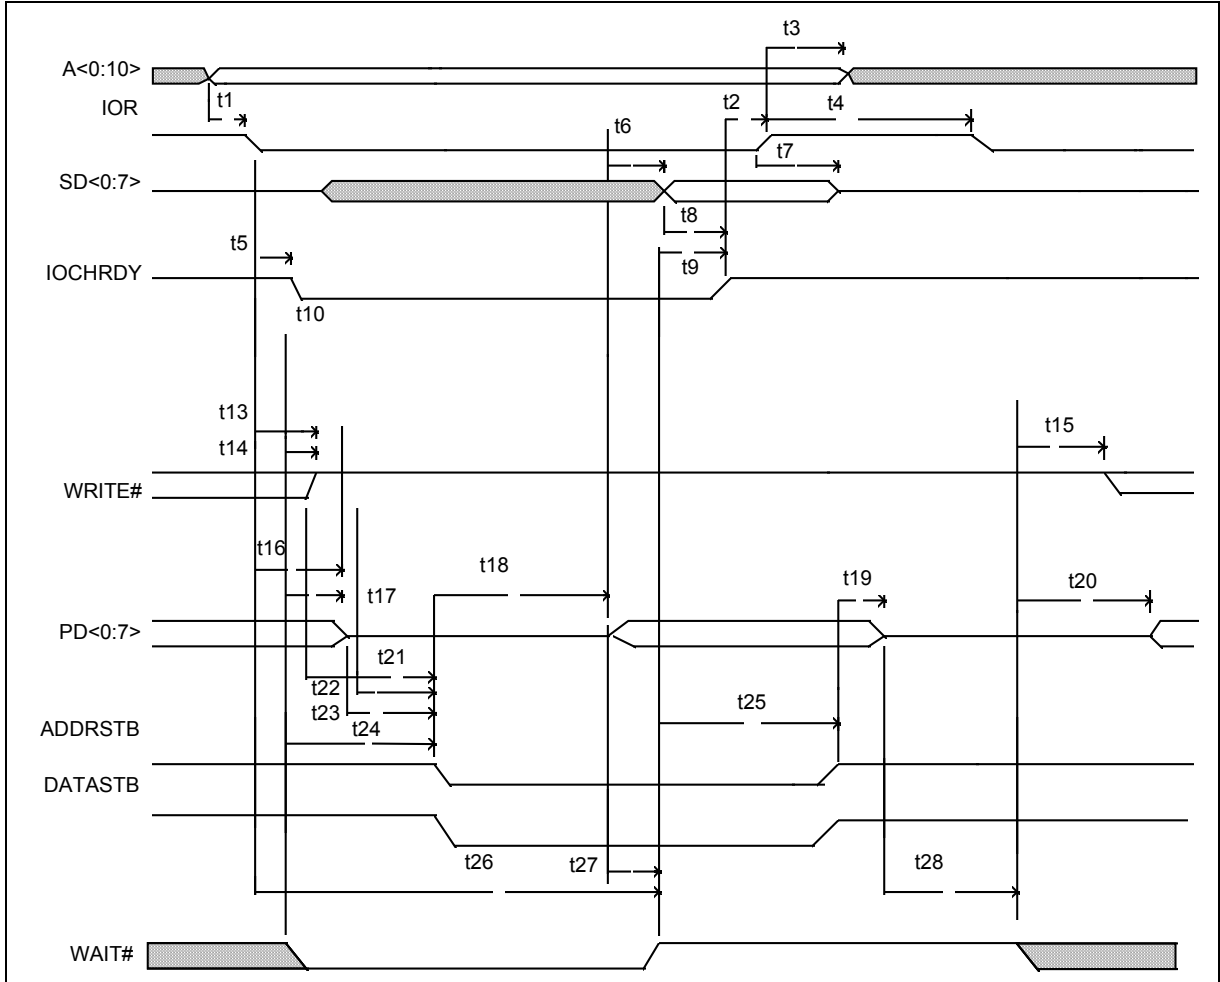 t3
A<0:10>
t1
t2
t4
IOR
t6
t7
SD<0:7>
t8
t5
t9
IOCHRDY
t10
t13
t15
t14
WRITE#
t16
t18
t19
t20
t17
PD<0:7>
t21
t22
t23
t25
t24
ADDRSTB
DATASTB
t26
t27
t28
WAIT#